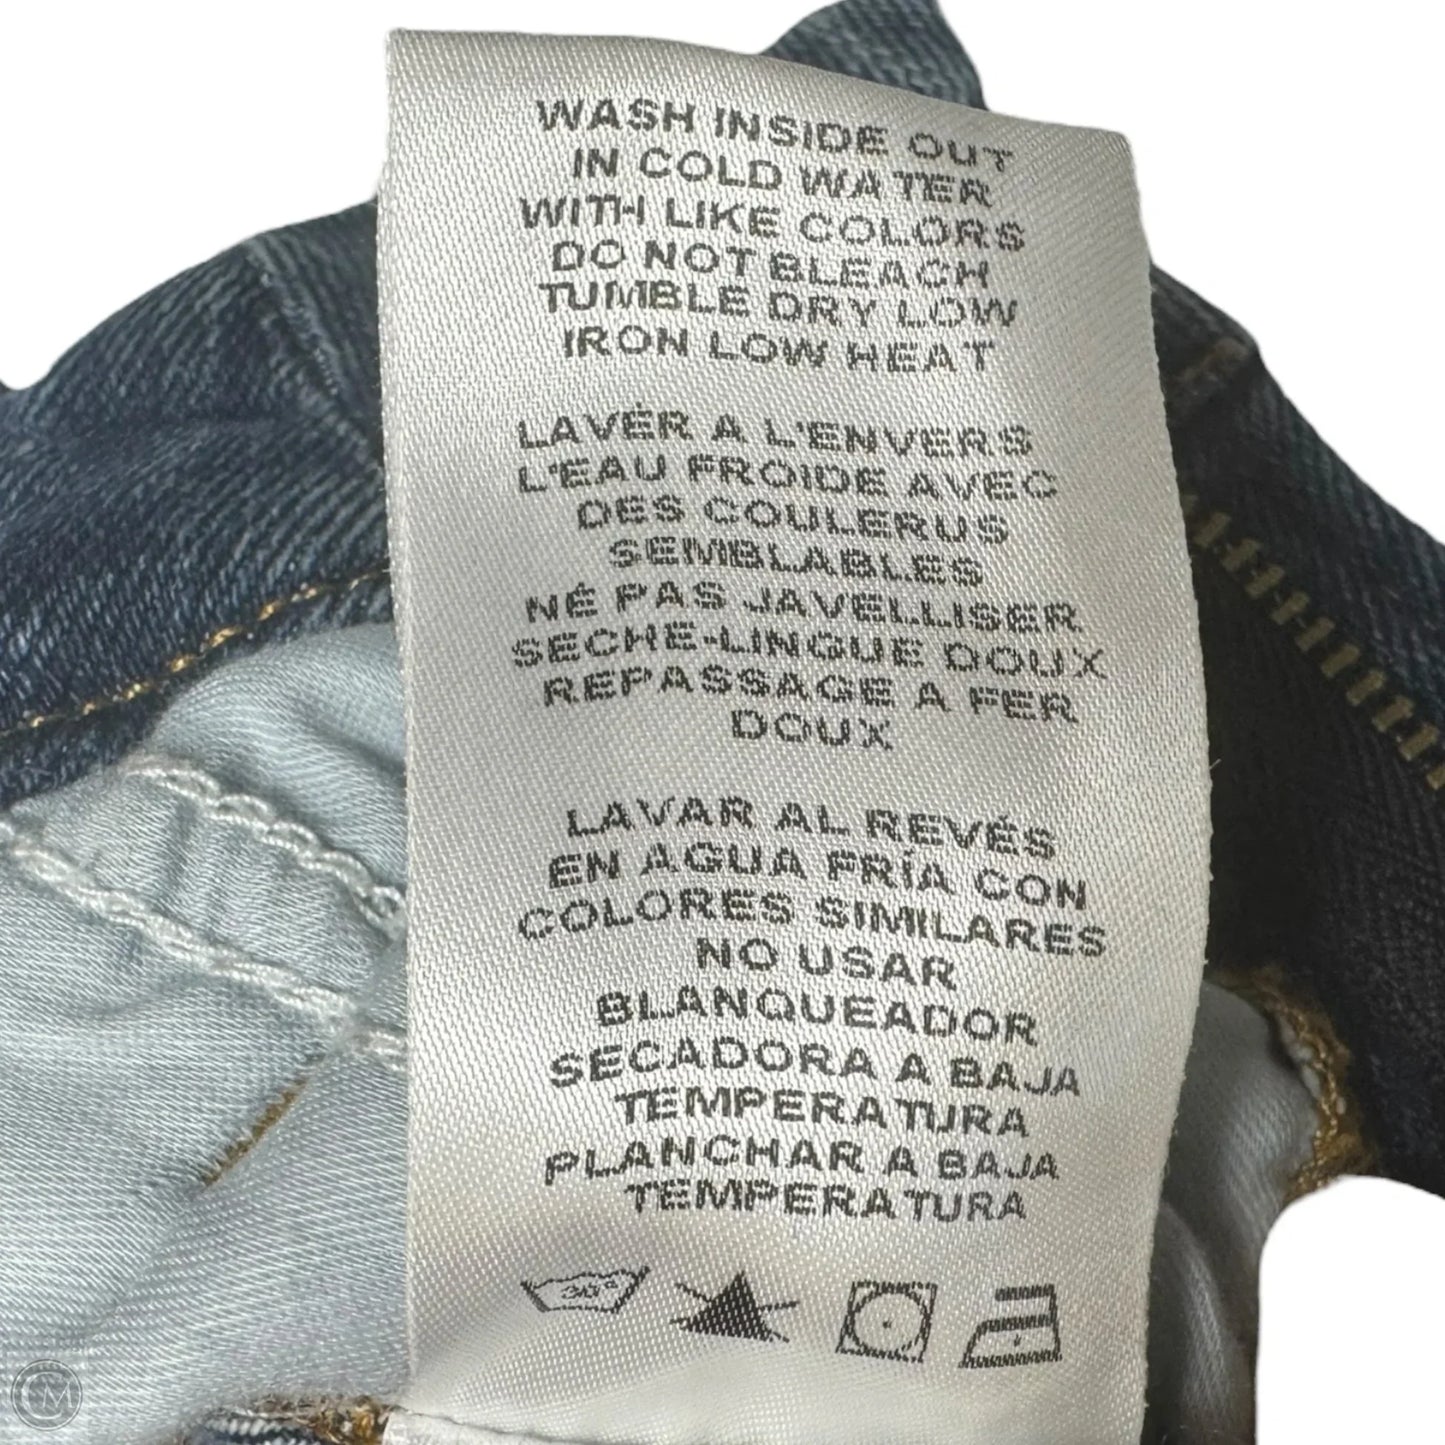 WASH INSIDE OUT
IN COLD WATER
WITH LIKE COLORS
DO NOT BLEACH
TUMBLE DRY LOW
IRON LOW HEAT
LAVÉR A L'ENVERS
L'EAU FROIDE AVEC
DES COULERUS
SEMBLABLES
NÉ PAS JAVELLISER
SECHE-LINGUE DOUX
REPASSAGE A FER
DOUX
LAVAR AL REVÉS
EN AGUA FRÍA CON
COLORES SIMILARES
NO USAR
BLANQUEADOR
SECADORA A BAJA
TEMPERATURA
PLANCHAR A BAJA
TEMPERATURA
30°
CM